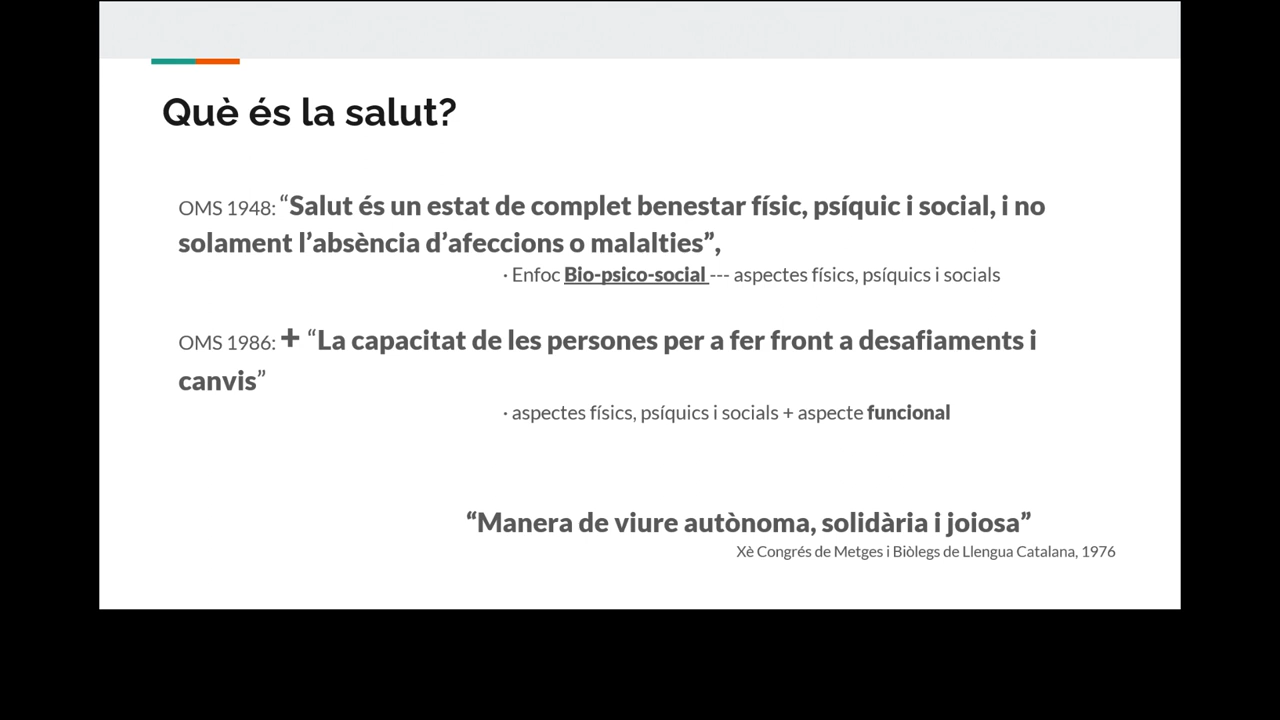 Què és la salut?
OMS 1948: “Salut és un estat de complet benestar físic, psíquic i social, i no
solament l’absència d’afeccions o malalties”,
· Enfoc Bio-psico-social --- aspectes físics, psíquics i socials
OMS 1986: + “La capacitat de les persones per a fer front a desafiaments i
canvis”
· aspectes físics, psíquics i socials + aspecte funcional
“Manera de viure autònoma, solidària i joiosa”
Xè Congrés de Metges i Biòlegs de Llengua Catalana, 1976